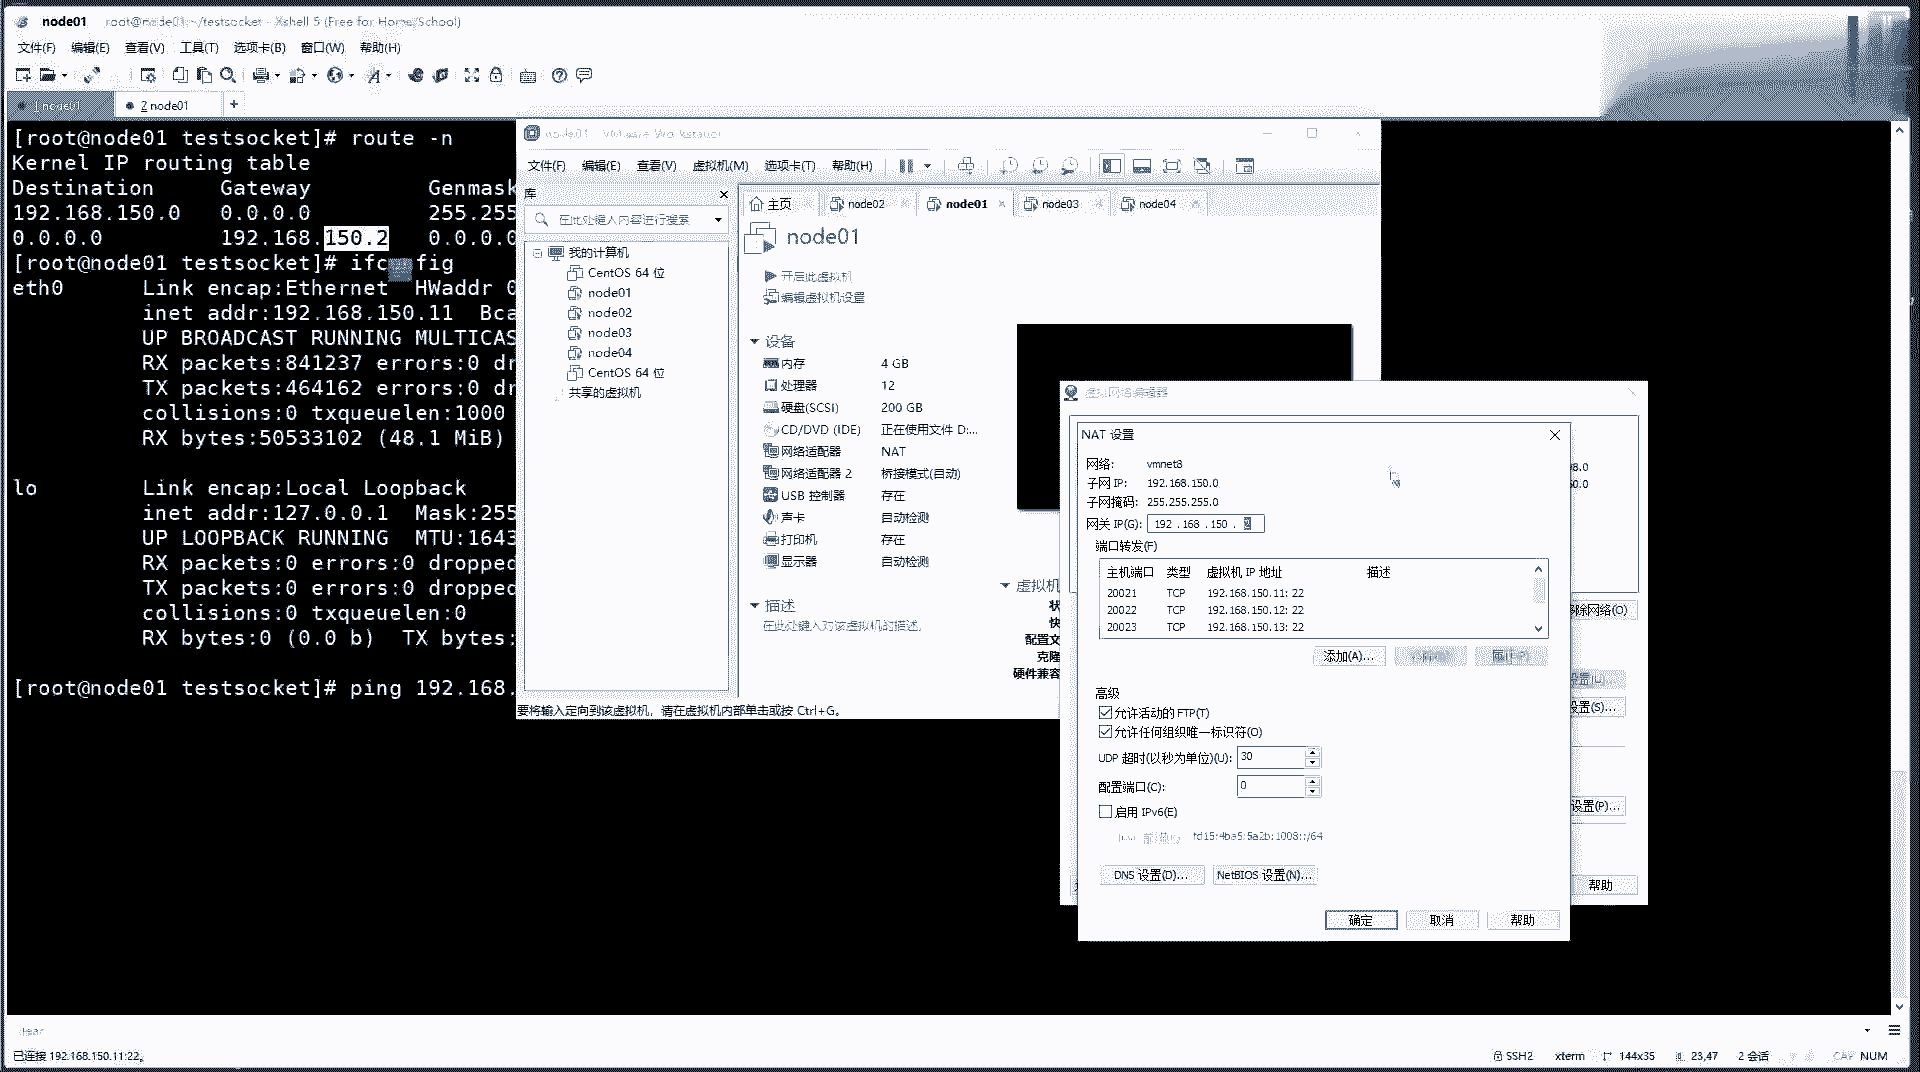 node01 root@node01:~/testsocket - Xshell 5 (Free for Home/School)
文件(F) 编辑(E) 查看(V) 工具(T) 选项卡(B) 窗口(W) 帮助(H)
1 node01
2 node01
+
[root@node01 testsocket]# route -n
Kernel IP routing table
Destination Gateway Genmask
192.168.150.0 0.0.0.0 255.255
0.0.0.0 192.168.150.2 0.0.0.0
[root@node01 testsocket]# ifc fig
eth0 Link encap:Ethernet HWaddr 0
inet addr:192.168.150.11 Bca
UP BROADCAST RUNNING MULTICAS
RX packets:841237 errors:0 dr
TX packets:464162 errors:0 dr
collisions:0 txqueuelen:1000
RX bytes:50533102 (48.1 MiB)
lo Link encap:Local Loopback
inet addr:127.0.0.1 Mask:255
UP LOOPBACK RUNNING MTU:1643
RX packets:0 errors:0 dropped
TX packets:0 errors:0 dropped
collisions:0 txqueuelen:0
RX bytes:0 (0.0 b) TX bytes:
[root@node01 testsocket]# ping 192.168.
node01 - VMware Workstation
文件(F) 编辑(E) 查看(V) 虚拟机(M) 选项卡(T) 帮助(H)
库
在此处键入内容进行搜索
我的计算机
CentOS 64 位
node01
node02
node03
node04
CentOS 64 位
共享的虚拟机
主页 node02 node01 node03 node04
node01
开启此虚拟机
编辑虚拟机设置
设备
内存 4 GB
处理器 12
硬盘(SCSI) 200 GB
CD/DVD (IDE) 正在使用文件 D:...
网络适配器 NAT
网络适配器 2 桥接模式(自动)
USB 控制器 存在
声卡 自动检测
打印机 存在
显示器 自动检测
描述
在此处键入对该虚拟机的描述。
虚拟机
状
快
配置文
克隆
硬件兼容
要将输入定向到该虚拟机，请在虚拟机内部单击或按 Ctrl+G。
虚拟网络编辑器
8.0
0.0
移除网络(O)
设置(U)...
设置(S)...
设置(P)...
帮助
NAT 设置
网络: vmnet8
子网 IP: 192.168.150.0
子网掩码: 255.255.255.0
网关 IP(G): 192 . 168 . 150 . 2
端口转发(F)
主机端口 类型 虚拟机 IP 地址 描述
20021 TCP 192.168.150.11: 22
20022 TCP 192.168.150.12: 22
20023 TCP 192.168.150.13: 22
添加(A)...
高级
允许活动的 FTP(T)
允许任何组织唯一标识符(O)
UDP 超时(以秒为单位)(U): 30
配置端口(C): 0
启用 IPv6(E)
fd15:4ba5:5a2b:1008::/64
DNS 设置(D)... NetBIOS 设置(N)...
确定 取消 帮助
clear
已连接 192.168.150.11:22。
SSH2 xterm 144x35 23,47 2 会话 CAP NUM